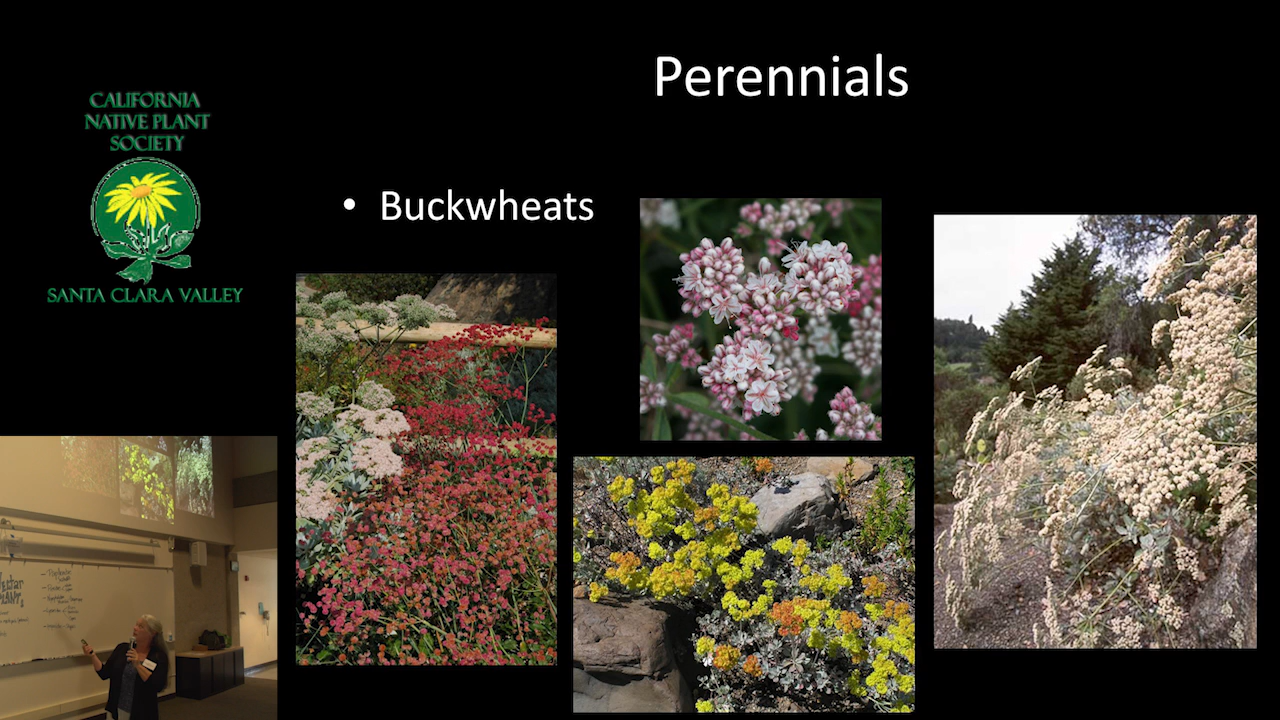 Perennials
CALIFORNIA
NATIVE PLANT
SOCIETY
SANTA CLARA VALLEY
• Buckwheats